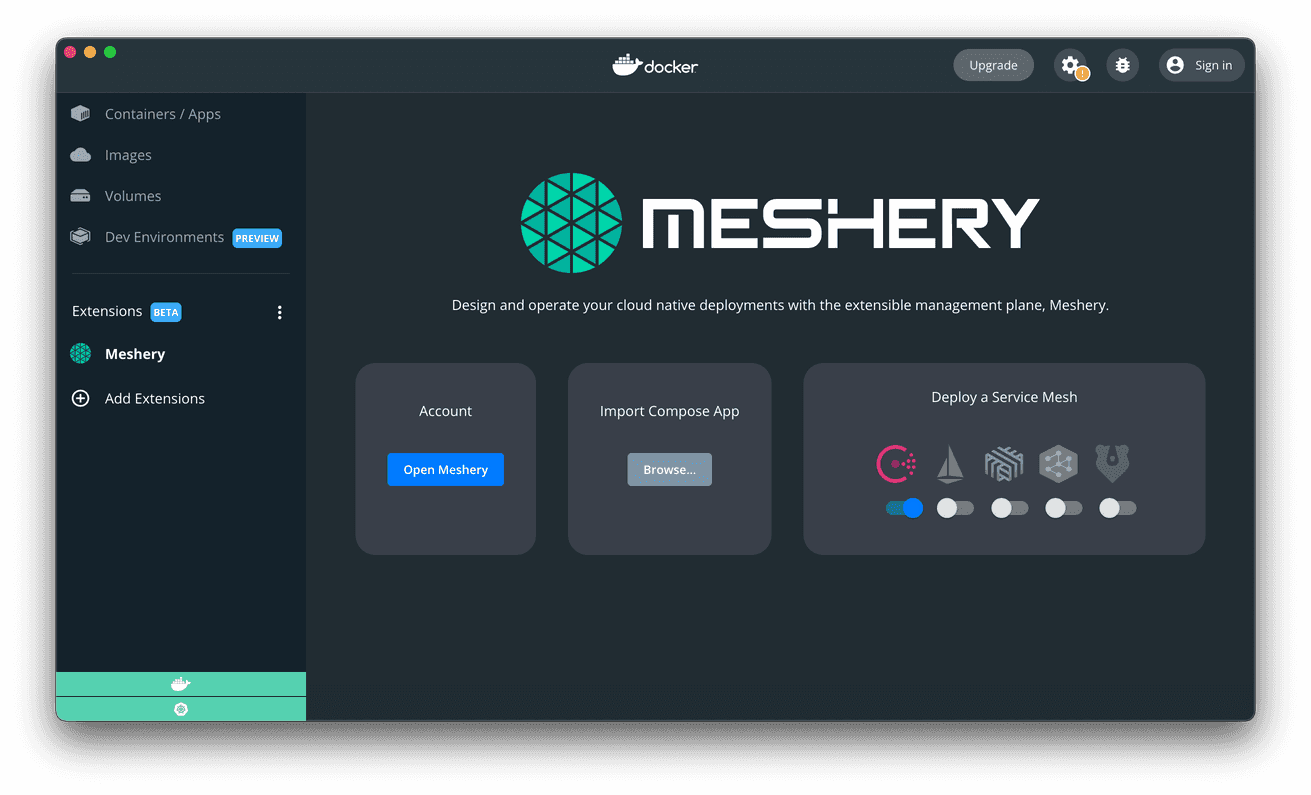 docker
Upgrade
Sign in
Containers / Apps
Images
Volumes
Dev Environments PREVIEW
Extensions BETA
Meshery
Add Extensions
MESHERY
Design and operate your cloud native deployments with the extensible management plane, Meshery.
Account
Open Meshery
Import Compose App
Browse...
Deploy a Service Mesh